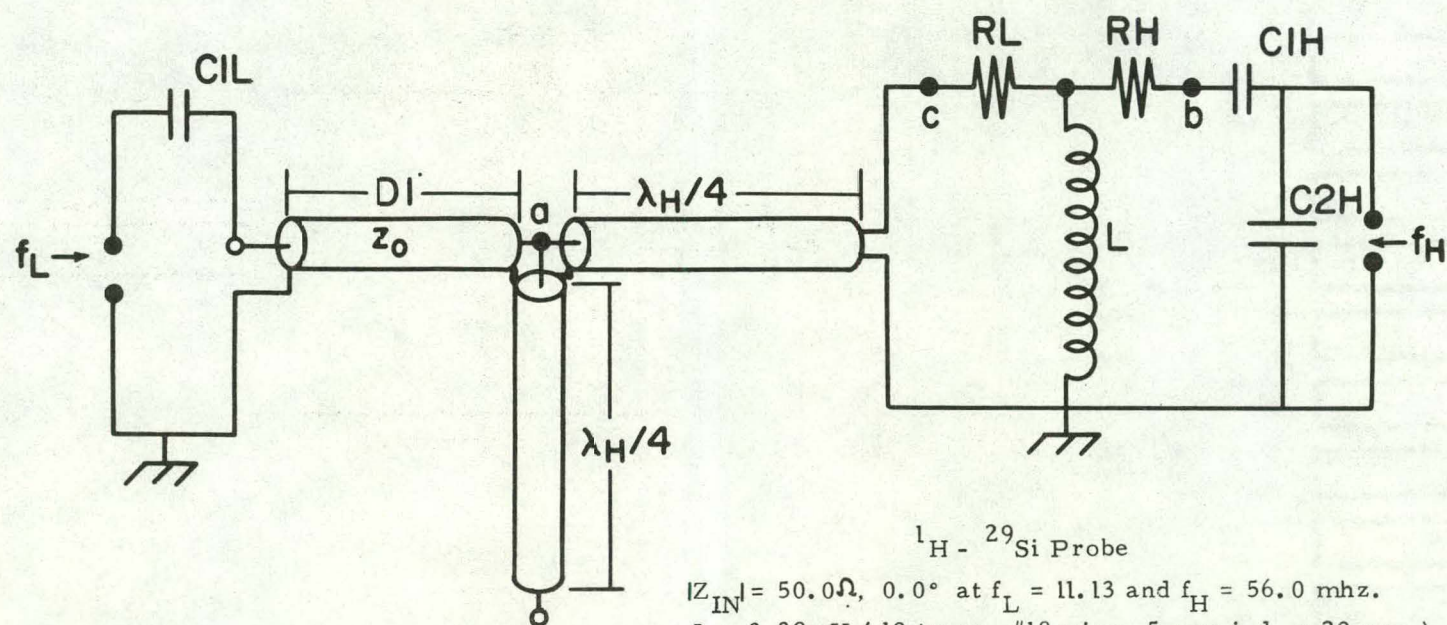 C1L
RL
RH
C1H
c
b
D1
a
λH/4
C2H
fL →
Z0
L
← fH
λH/4
1H - 29Si Probe
|ZIN| = 50.0Ω, 0.0° at fL = 11.13 and fH = 56.0 mhz.